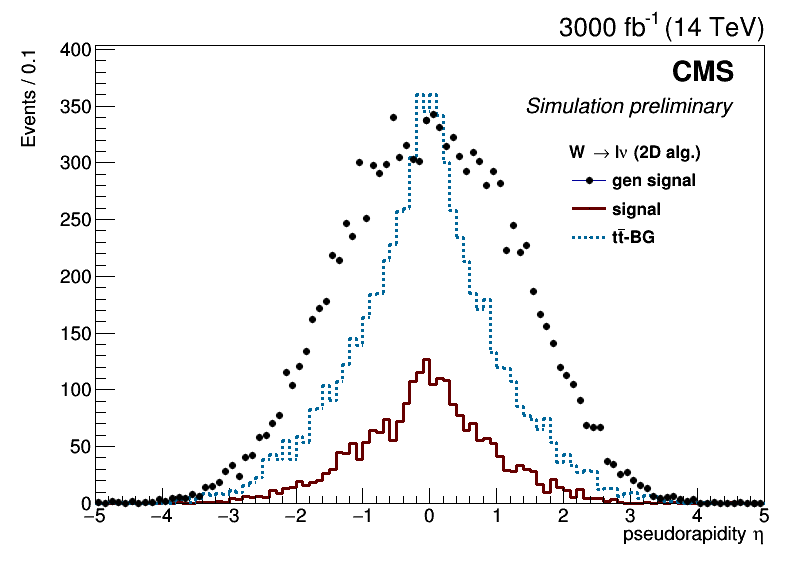 3000 fb⁻¹ (14 TeV)
CMS
Simulation preliminary
W → lν (2D alg.)
gen signal
signal
tt̄-BG
Events / 0.1
400
350
300
250
200
150
100
50
0
−5 −4 −3 −2 −1 0 1 2 3 4 5
pseudorapidity η